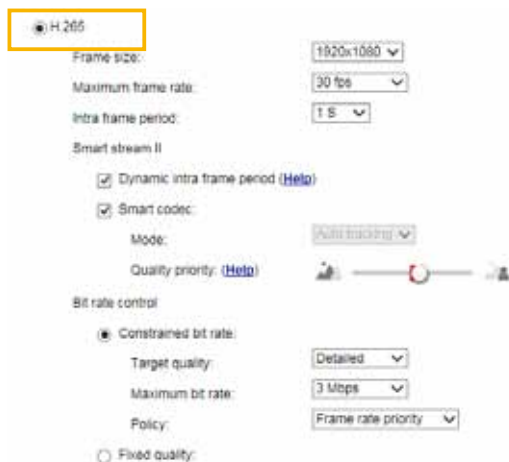 H.265
Frame size: 1920x1080
Maximum frame rate: 30 fps
Intra frame period: 1 S
Smart stream II
Dynamic intra frame period (Help)
Smart codec:
Mode: Auto tracking
Quality priority: (Help)
Bit rate control
Constrained bit rate:
Target quality: Detailed
Maximum bit rate: 3 Mbps
Policy: Frame rate priority
Fixed quality: